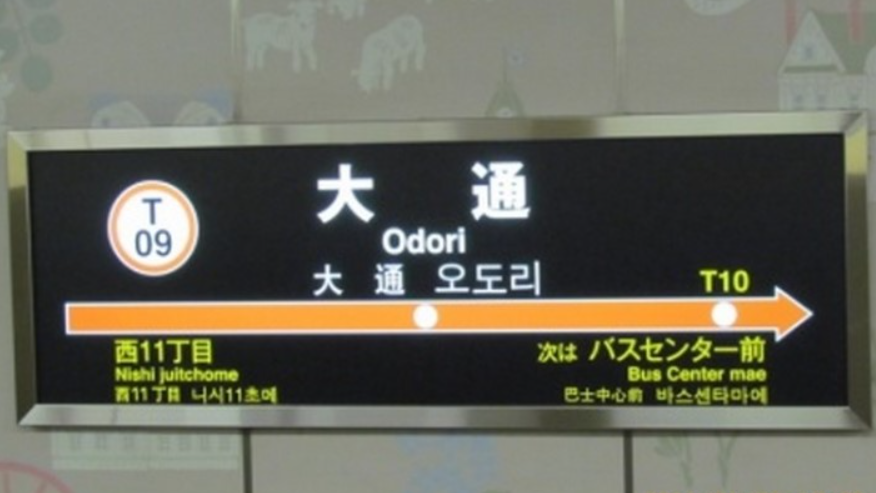 T
09
大通
Odori
大通 오도리
T10
西11丁目
Nishi juitchome
西11丁目 니시11초메
次は バスセンター前
Bus Center mae
巴士中心前 바스센타마에